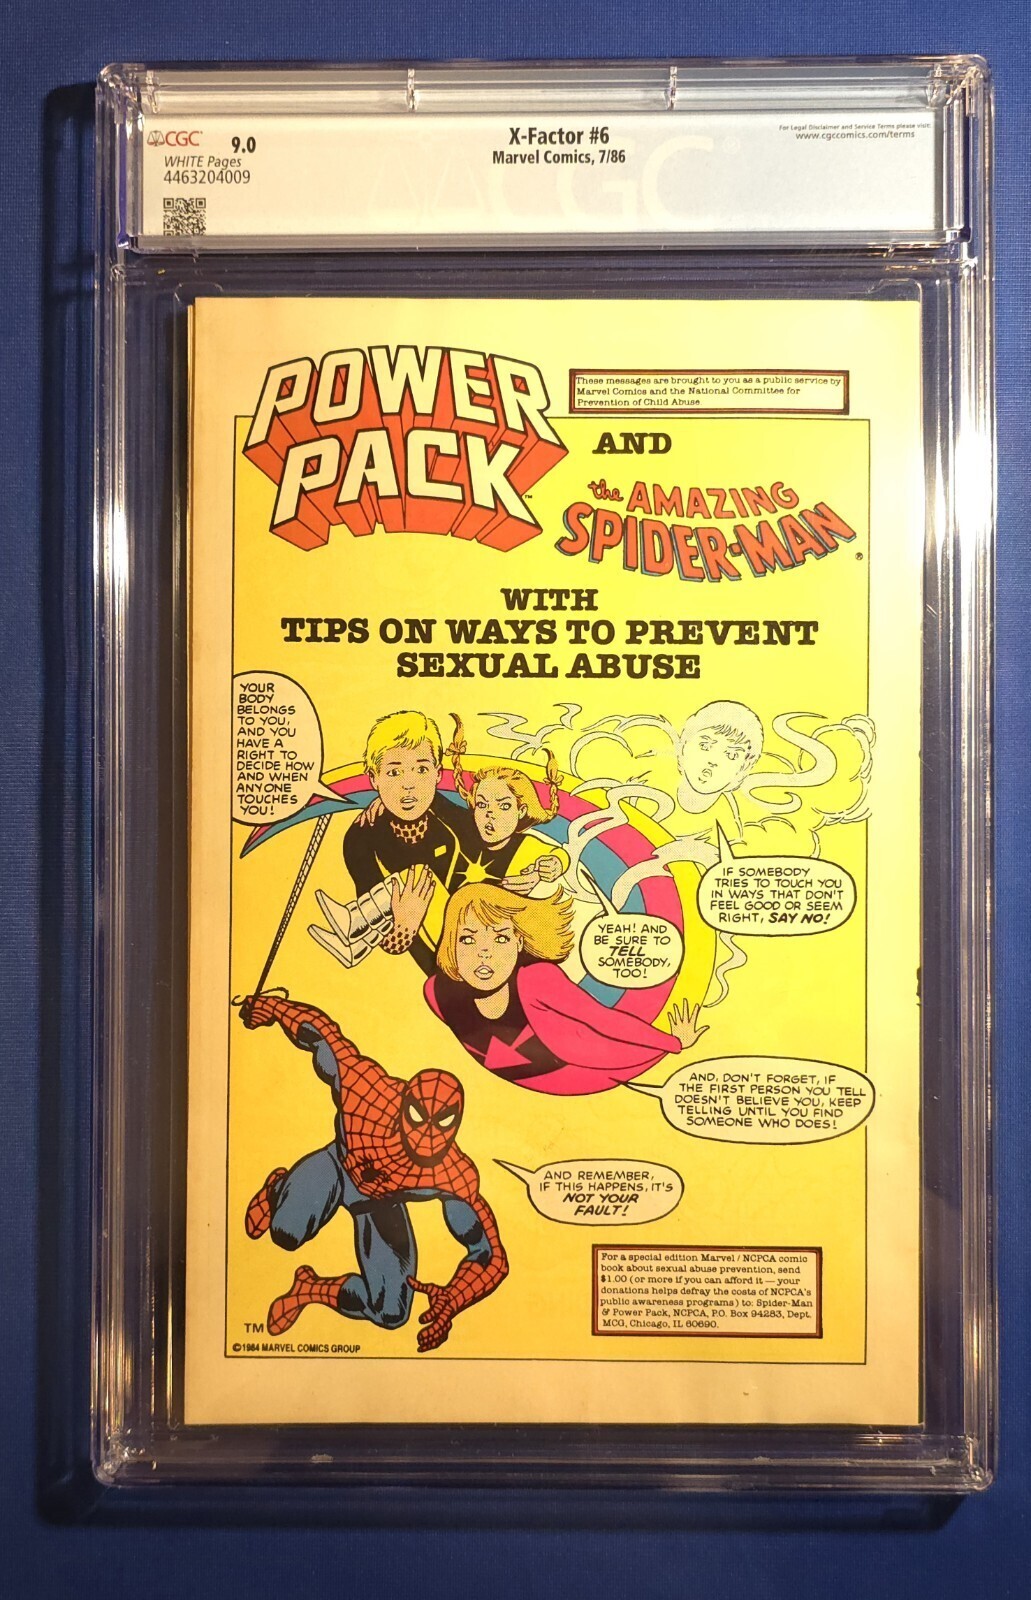 CGC 9.0
WHITE Pages
4463204009
X-Factor #6
Marvel Comics, 7/86
For Legal Disclaimer and Service Terms please visit:
www.cgccomics.com/terms
CGC
POWER
PACK™
These messages are brought to you as a public service by
Marvel Comics and the National Committee for
Prevention of Child Abuse.
AND
the AMAZING
SPIDER-MAN®
WITH
TIPS ON WAYS TO PREVENT
SEXUAL ABUSE
YOUR
BODY
BELONGS
TO YOU,
AND YOU
HAVE A
RIGHT TO
DECIDE HOW
AND WHEN
ANYONE
TOUCHES
YOU!
IF SOMEBODY
TRIES TO TOUCH YOU
IN WAYS THAT DON'T
FEEL GOOD OR SEEM
RIGHT, SAY NO!
YEAH! AND
BE SURE TO
TELL
SOMEBODY,
TOO!
AND, DON'T FORGET, IF
THE FIRST PERSON YOU TELL
DOESN'T BELIEVE YOU, KEEP
TELLING UNTIL YOU FIND
SOMEONE WHO DOES!
AND REMEMBER,
IF THIS HAPPENS, IT'S
NOT YOUR
FAULT!
For a special edition Marvel/NCPCA comic
book about sexual abuse prevention, send
$1.00 (or more if you can afford it — your
donations helps defray the costs of NCPCA's
public awareness programs) to: Spider-Man
& Power Pack, NCPCA, P.O. Box 94283, Dept.
MCG, Chicago, IL 60690.
TM
©1984 MARVEL COMICS GROUP